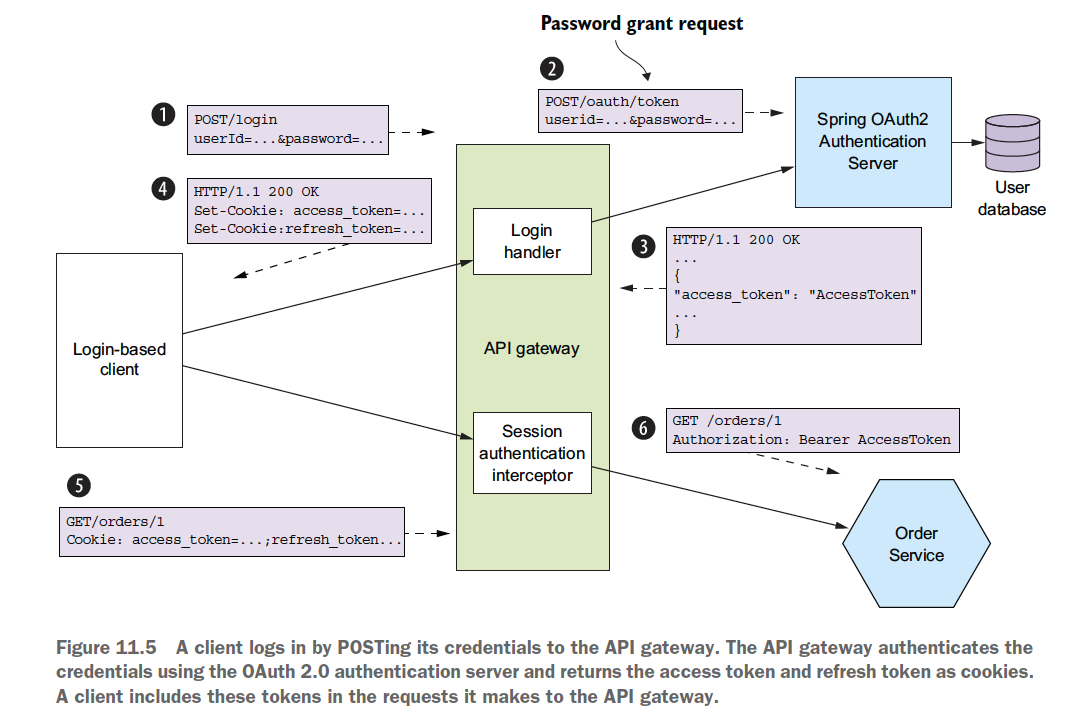 Password grant request
2
POST/oauth/token
userid=...&password=...
1
POST/login
userId=...&password=...
Spring OAuth2
Authentication
Server
User
database
4
HTTP/1.1 200 OK
Set-Cookie: access_token=...
Set-Cookie:refresh_token=...
Login
handler
3
HTTP/1.1 200 OK
...
{
"access_token": "AccessToken"
...
}
Login-based
client
API gateway
Session
authentication
interceptor
6
GET /orders/1
Authorization: Bearer AccessToken
5
GET/orders/1
Cookie: access_token=...;refresh_token...
Order
Service
Figure 11.5 A client logs in by POSTing its credentials to the API gateway. The API gateway authenticates the
credentials using the OAuth 2.0 authentication server and returns the access token and refresh token as cookies.
A client includes these tokens in the requests it makes to the API gateway.